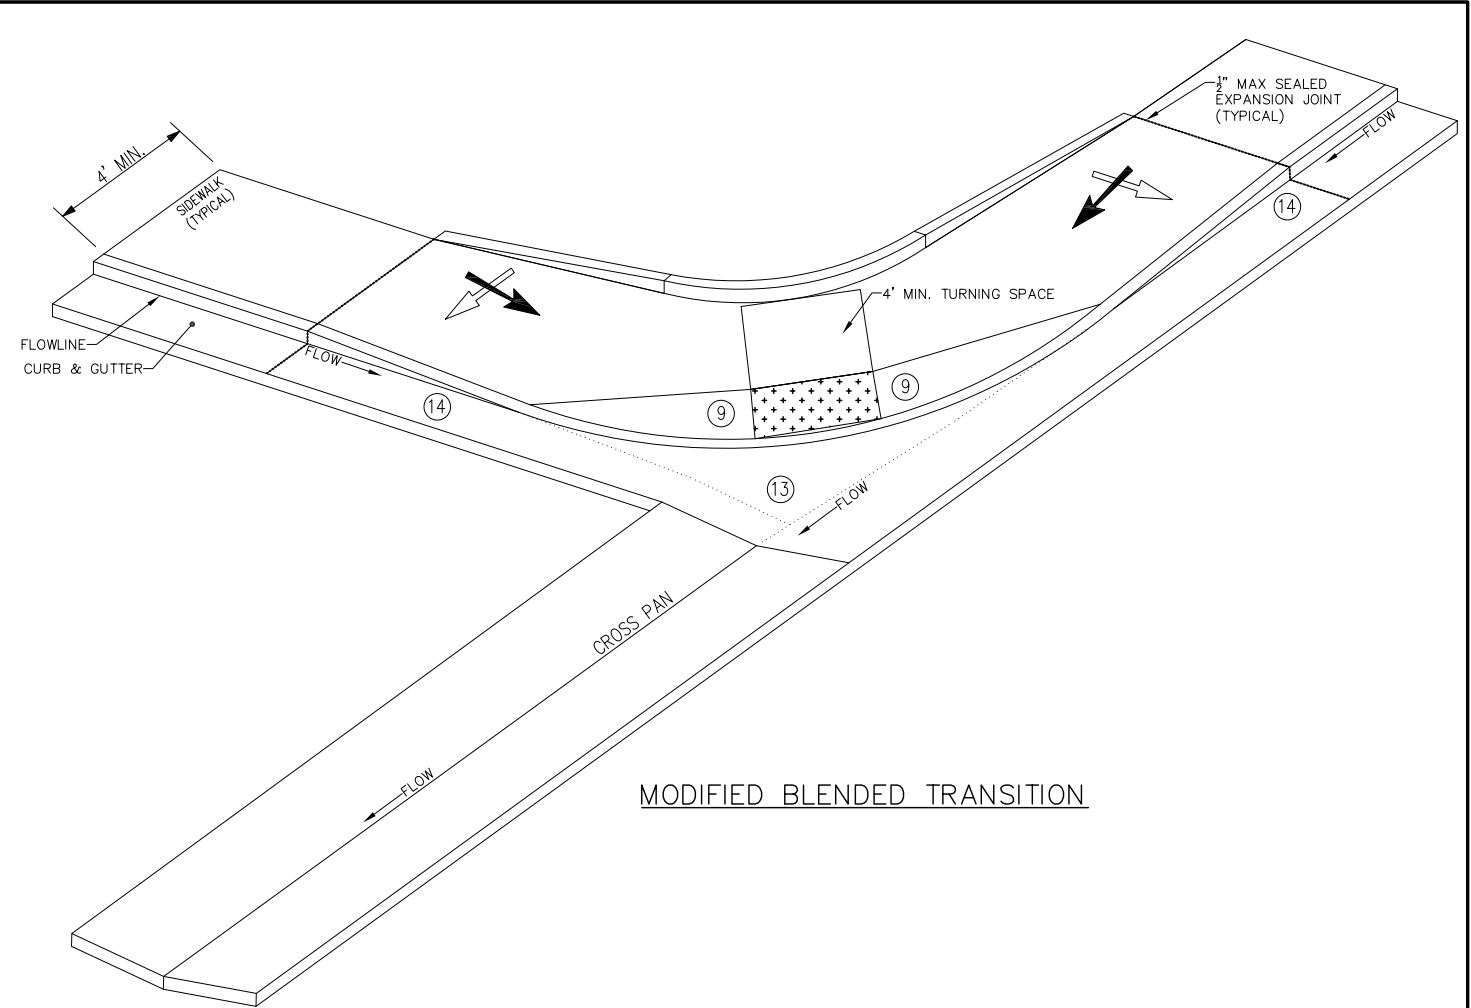 ½" MAX SEALED
EXPANSION JOINT
(TYPICAL)
FLOW
4' MIN.
SIDEWALK
(TYPICAL)
14
4' MIN. TURNING SPACE
FLOWLINE
CURB & GUTTER
FLOW
14
9
9
13
FLOW
CROSS PAN
FLOW
MODIFIED BLENDED TRANSITION